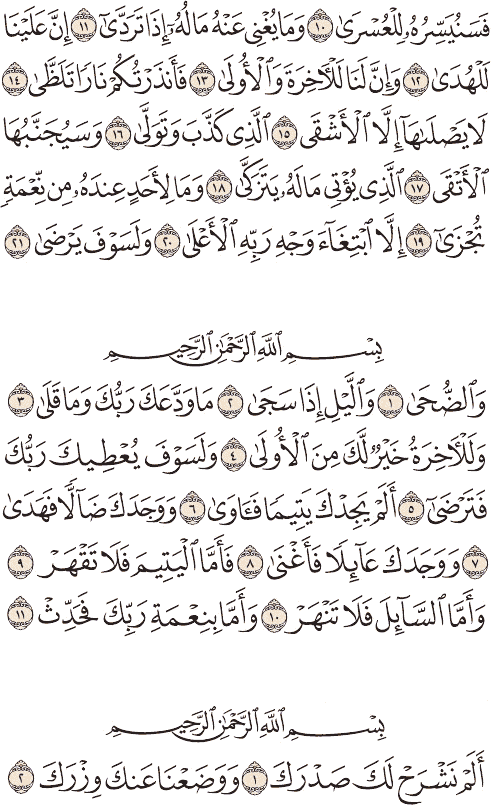 فَسَنُيَسِّرُهُۥ لِلْعُسْرَىٰ ١٠ وَمَا يُغْنِى عَنْهُ مَالُهُۥٓ إِذَا تَرَدَّىٰٓ ١١ إِنَّ عَلَيْنَا
لَلْهُدَىٰ ١٢ وَإِنَّ لَنَا لَلْءَاخِرَةَ وَٱلْأُولَىٰ ١٣ فَأَنذَرْتُكُمْ نَارًا تَلَظَّىٰ ١٤
لَا يَصْلَىٰهَآ إِلَّا ٱلْأَشْقَى ١٥ ٱلَّذِى كَذَّبَ وَتَوَلَّىٰ ١٦ وَسَيُجَنَّبُهَا
ٱلْأَتْقَى ١٧ ٱلَّذِى يُؤْتِى مَالَهُۥ يَتَزَكَّىٰ ١٨ وَمَا لِأَحَدٍ عِندَهُۥ مِن نِّعْمَةٍ
تُجْزَىٰٓ ١٩ إِلَّا ٱبْتِغَآءَ وَجْهِ رَبِّهِ ٱلْأَعْلَىٰ ٢٠ وَلَسَوْفَ يَرْضَىٰ ٢١
بِسْمِ ٱللَّهِ ٱلرَّحْمَٰنِ ٱلرَّحِيمِ
وَٱلضُّحَىٰ ١ وَٱلَّيْلِ إِذَا سَجَىٰ ٢ مَا وَدَّعَكَ رَبُّكَ وَمَا قَلَىٰ ٣
وَلَلْءَاخِرَةُ خَيْرٌ لَّكَ مِنَ ٱلْأُولَىٰ ٤ وَلَسَوْفَ يُعْطِيكَ رَبُّكَ
فَتَرْضَىٰٓ ٥ أَلَمْ يَجِدْكَ يَتِيمًا فَـَٔاوَىٰ ٦ وَوَجَدَكَ ضَآلًّا فَهَدَىٰ
٧ وَوَجَدَكَ عَآئِلًا فَأَغْنَىٰ ٨ فَأَمَّا ٱلْيَتِيمَ فَلَا تَقْهَرْ ٩
وَأَمَّا ٱلسَّآئِلَ فَلَا تَنْهَرْ ١٠ وَأَمَّا بِنِعْمَةِ رَبِّكَ فَحَدِّثْ ١١
بِسْمِ ٱللَّهِ ٱلرَّحْمَٰنِ ٱلرَّحِيمِ
أَلَمْ نَشْرَحْ لَكَ صَدْرَكَ ١ وَوَضَعْنَا عَنكَ وِزْرَكَ ٢